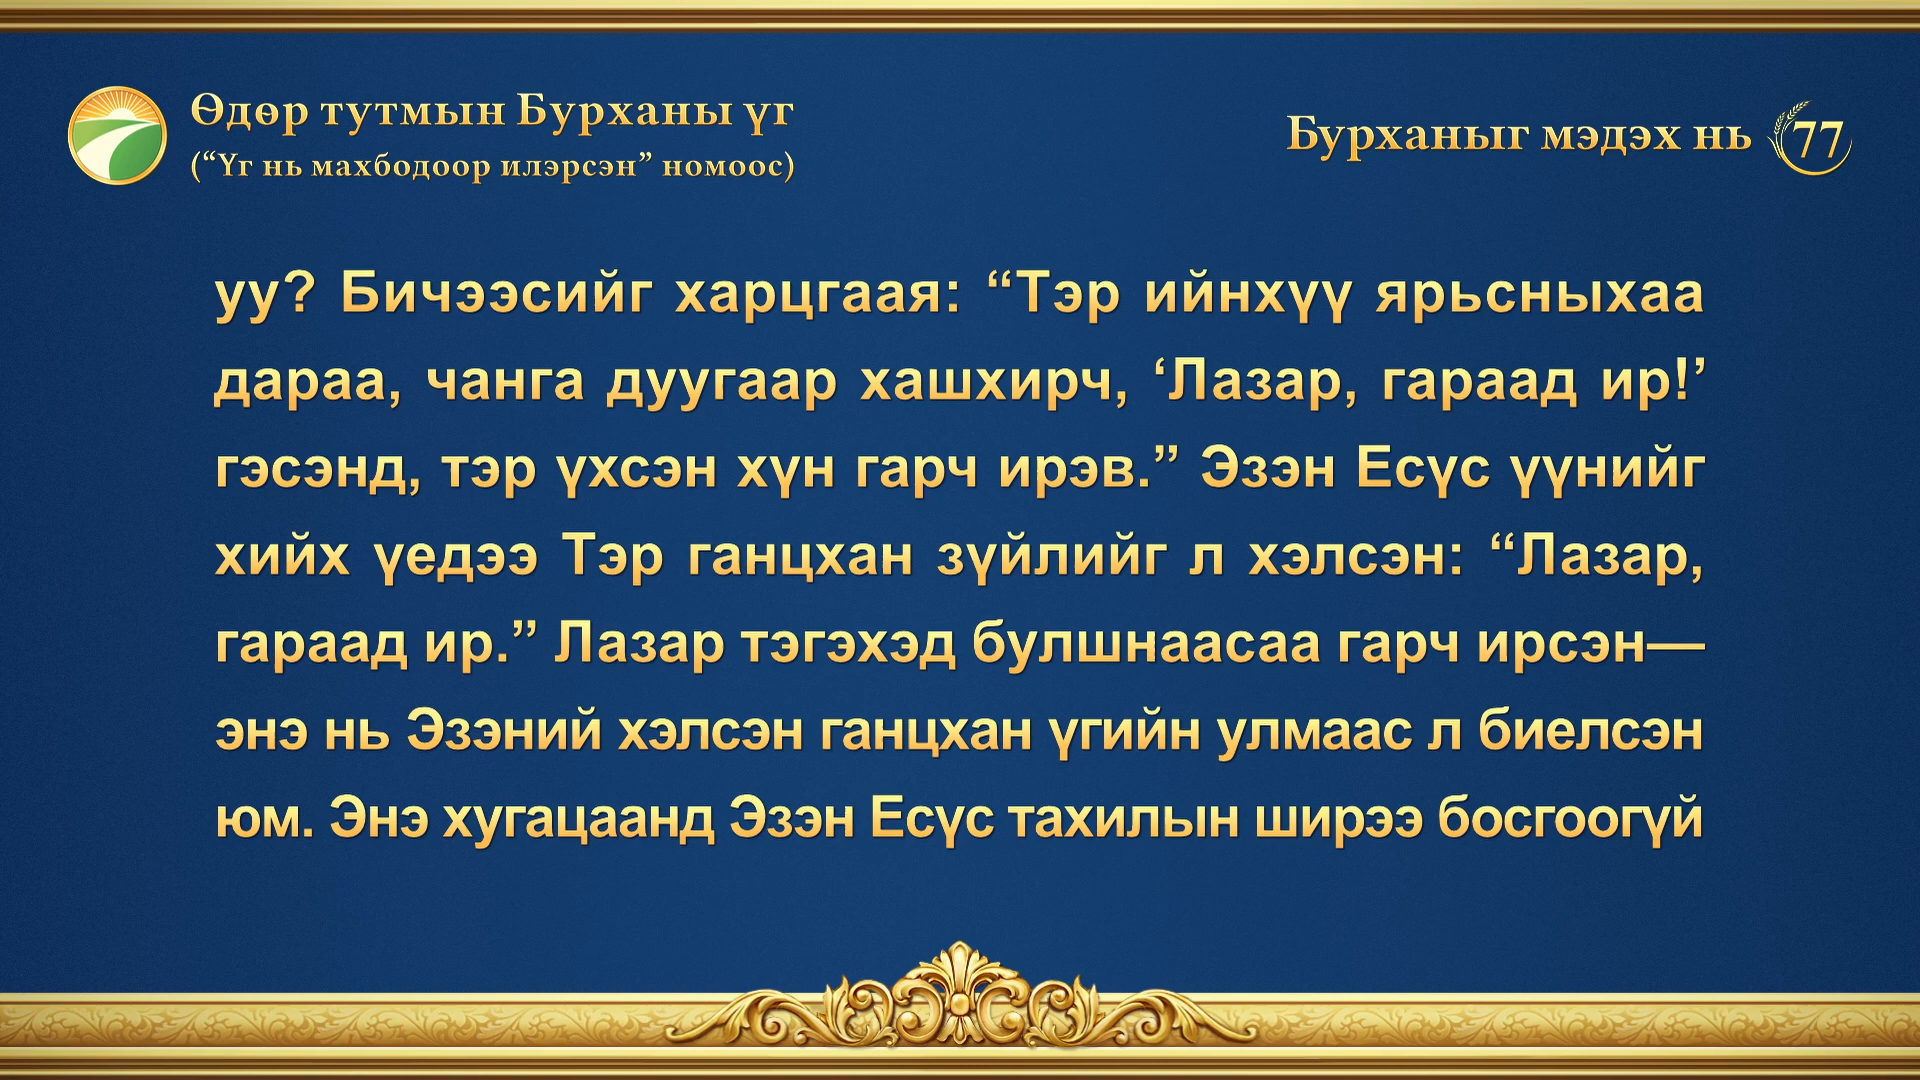 Өдөр тутмын Бурханы үг
(“Үг нь махбодоор илэрсэн” номоос)
Бурханыг мэдэх нь 77
уу? Бичээсийг харцгаая: “Тэр ийнхүү ярьсныхаа
дараа, чанга дуугаар хашхирч, ‘Лазар, гараад ир!’
гэсэнд, тэр үхсэн хүн гарч ирэв.” Эзэн Есүс үүнийг
хийх үедээ Тэр ганцхан зүйлийг л хэлсэн: “Лазар,
гараад ир.” Лазар тэгэхэд булшнаасаа гарч ирсэн—
энэ нь Эзэний хэлсэн ганцхан үгийн улмаас л биелсэн
юм. Энэ хугацаанд Эзэн Есүс тахилын ширээ босгоогүй